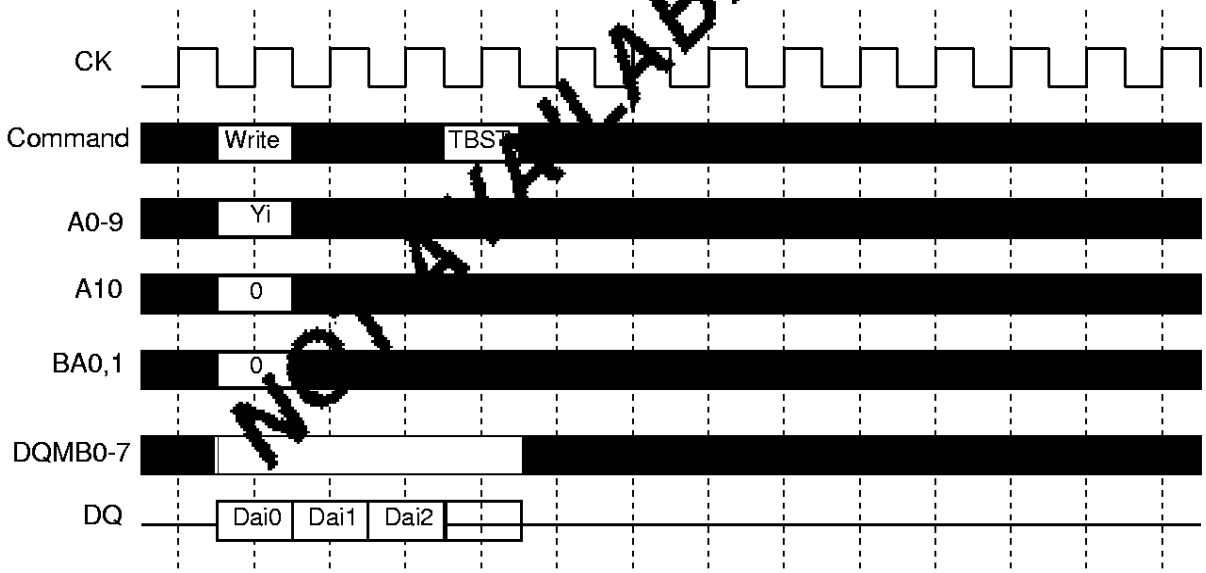 CK
Command Write TBST
A0-9 Yi
A10 0
BA0,1 0
DQMB0-7
DQ Dai0 Dai1 Dai2